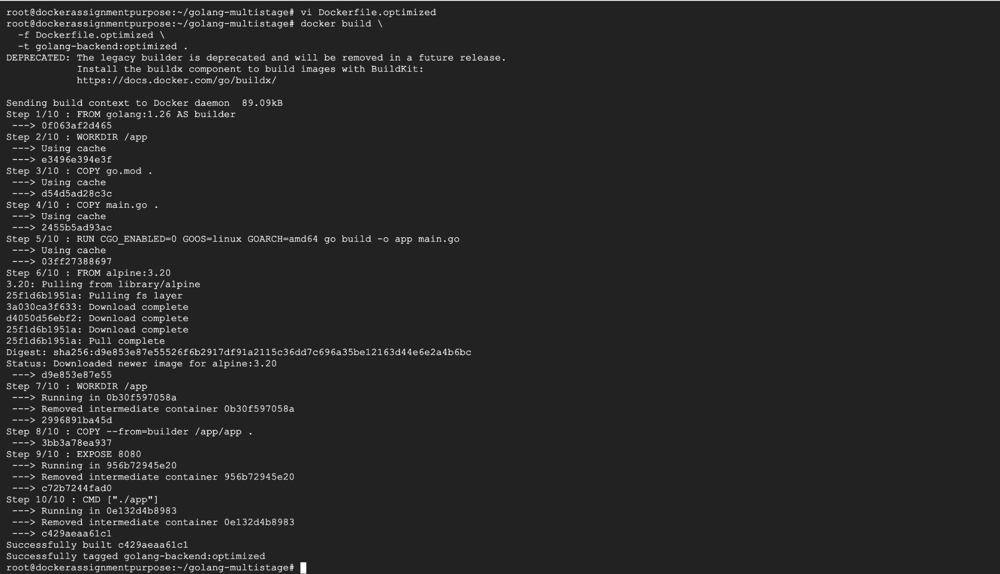 root@dockerassignmentpurpose:~/golang-multistage# vi Dockerfile.optimized
root@dockerassignmentpurpose:~/golang-multistage# docker build \
  -f Dockerfile.optimized \
  -t golang-backend:optimized .
DEPRECATED: The legacy builder is deprecated and will be removed in a future release.
            Install the buildx component to build images with BuildKit:
            https://docs.docker.com/go/buildx/

Sending build context to Docker daemon  89.09kB
Step 1/10 : FROM golang:1.26 AS builder
 ---> 0f063af2d465
Step 2/10 : WORKDIR /app
 ---> Using cache
 ---> e3496e394e3f
Step 3/10 : COPY go.mod .
 ---> Using cache
 ---> d54d5ad28c3c
Step 4/10 : COPY main.go .
 ---> Using cache
 ---> 2455b5ad93ac
Step 5/10 : RUN CGO_ENABLED=0 GOOS=linux GOARCH=amd64 go build -o app main.go
 ---> Using cache
 ---> 03ff27388697
Step 6/10 : FROM alpine:3.20
3.20: Pulling from library/alpine
25f1d6b1951a: Pulling fs layer
3a030ca3f633: Download complete
d4050d56ebf2: Download complete
25f1d6b1951a: Download complete
25f1d6b1951a: Pull complete
Digest: sha256:d9e853e87e55526f6b2917df91a2115c36dd7c696a35be12163d44e6e2a4b6bc
Status: Downloaded newer image for alpine:3.20
 ---> d9e853e87e55
Step 7/10 : WORKDIR /app
 ---> Running in 0b30f597058a
 ---> Removed intermediate container 0b30f597058a
 ---> 2996891ba45d
Step 8/10 : COPY --from=builder /app/app .
 ---> 3bb3a78ea937
Step 9/10 : EXPOSE 8080
 ---> Running in 956b72945e20
 ---> Removed intermediate container 956b72945e20
 ---> c72b7244fad0
Step 10/10 : CMD ["./app"]
 ---> Running in 0e132d4b8983
 ---> Removed intermediate container 0e132d4b8983
 ---> c429aeaa61c1
Successfully built c429aeaa61c1
Successfully tagged golang-backend:optimized
root@dockerassignmentpurpose:~/golang-multistage#